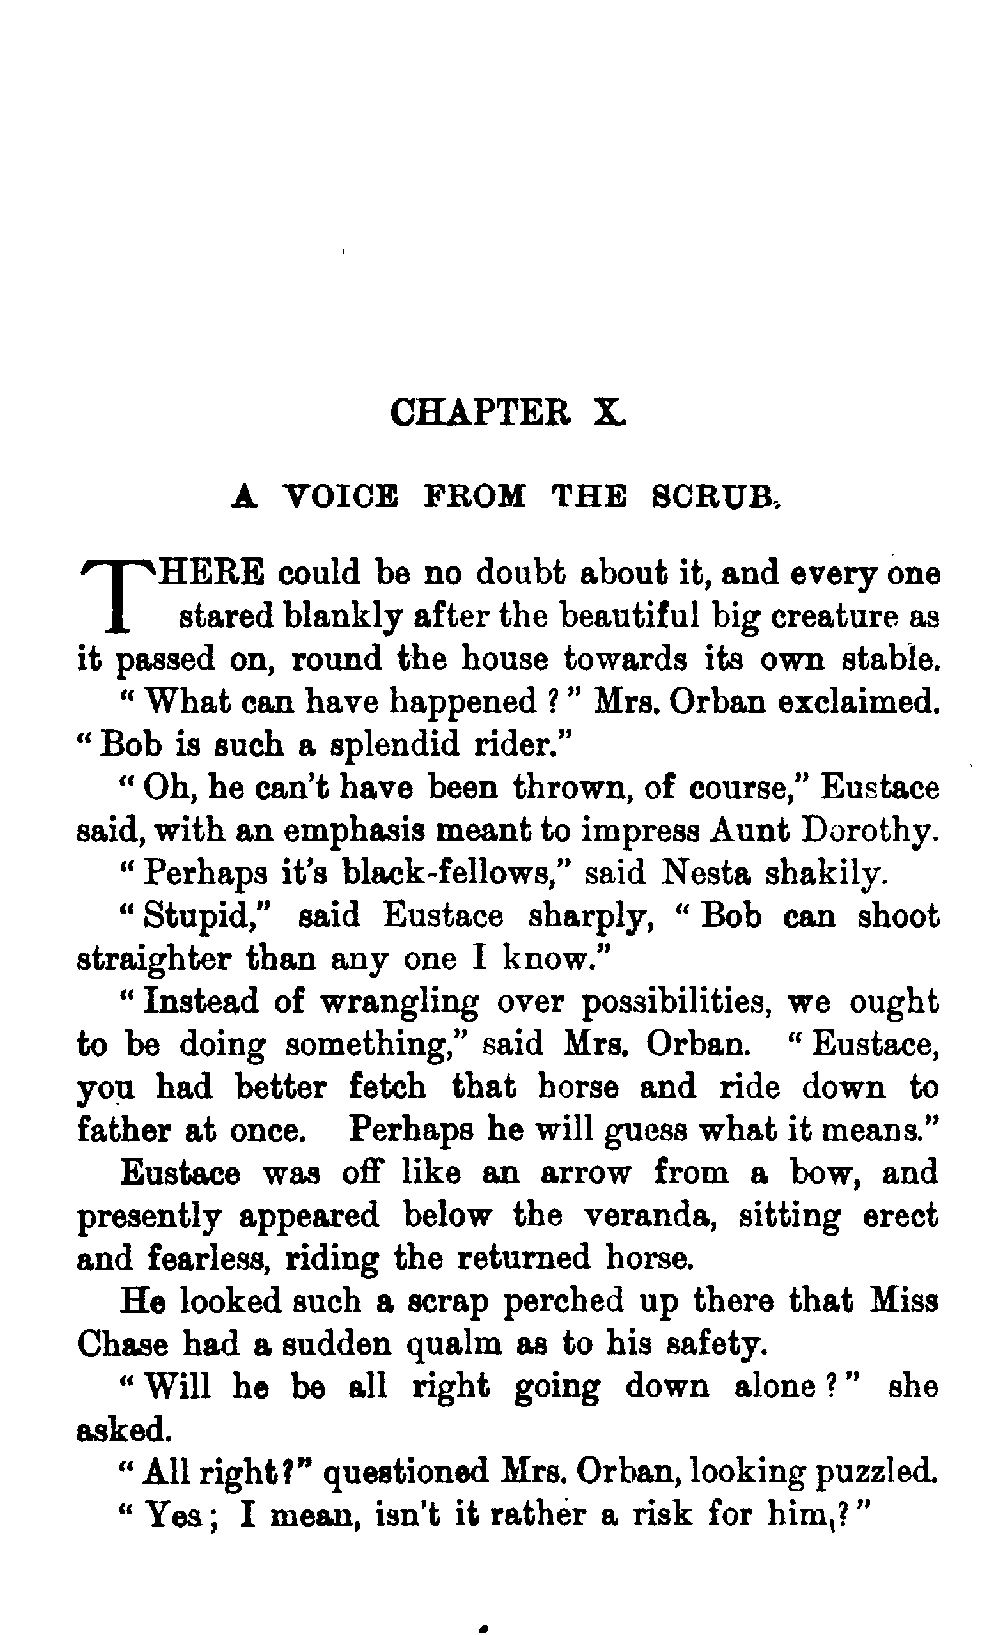 CHAPTER X.
A VOICE FROM THE SCRUB.
THERE could be no doubt about it, and every one
stared blankly after the beautiful big creature as
it passed on, round the house towards its own stable.
“What can have happened?” Mrs. Orban exclaimed.
“Bob is such a splendid rider.”
“Oh, he can't have been thrown, of course,” Eustace
said, with an emphasis meant to impress Aunt Dorothy.
“Perhaps it's black-fellows,” said Nesta shakily.
“Stupid,” said Eustace sharply, “Bob can shoot
straighter than any one I know.”
“Instead of wrangling over possibilities, we ought
to be doing something,” said Mrs. Orban. “Eustace,
you had better fetch that horse and ride down to
father at once. Perhaps he will guess what it means.”
Eustace was off like an arrow from a bow, and
presently appeared below the veranda, sitting erect
and fearless, riding the returned horse.
He looked such a scrap perched up there that Miss
Chase had a sudden qualm as to his safety.
“Will he be all right going down alone?” she
asked.
“All right?” questioned Mrs. Orban, looking puzzled.
“Yes; I mean, isn't it rather a risk for him?”